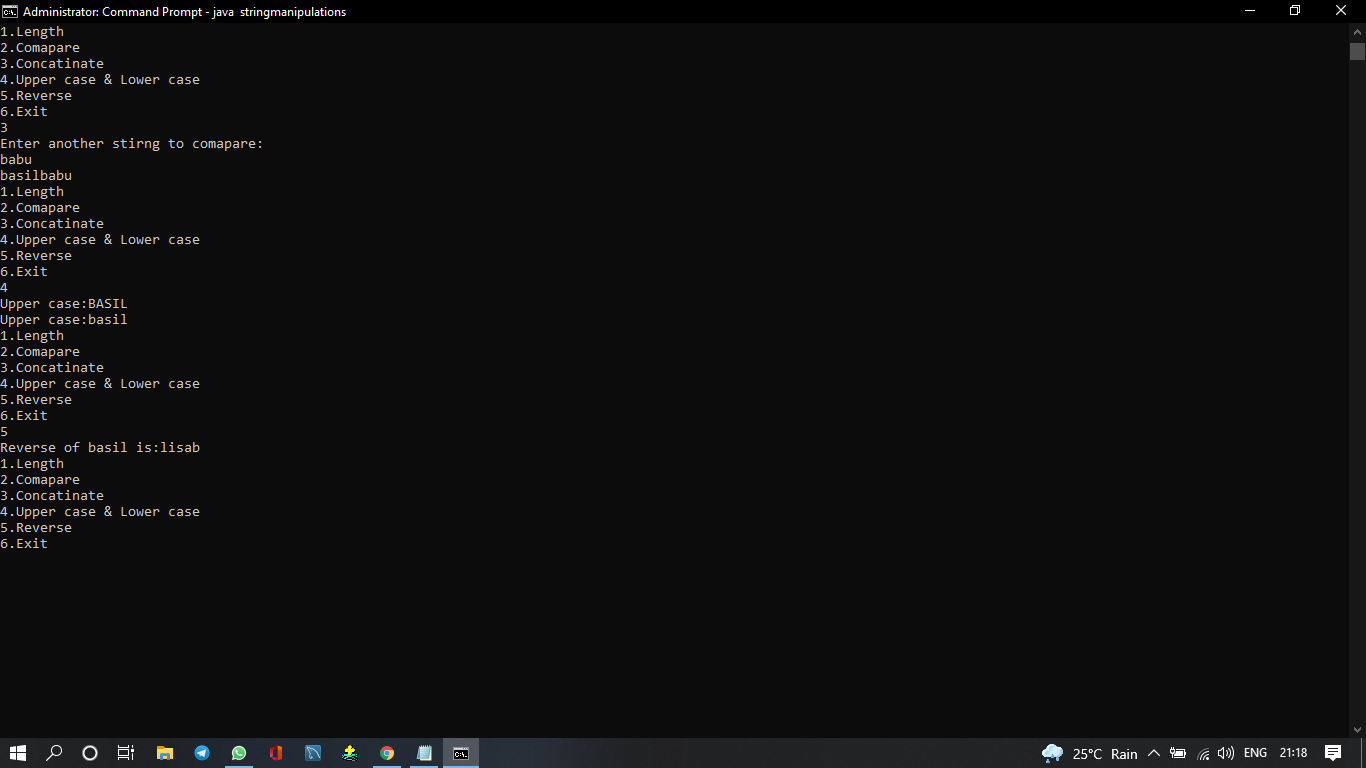 Administrator: Command Prompt - java  stringmanipulations
1.Length
2.Comapare
3.Concatinate
4.Upper case & Lower case
5.Reverse
6.Exit
3
Enter another stirng to comapare:
babu
basilbabu
1.Length
2.Comapare
3.Concatinate
4.Upper case & Lower case
5.Reverse
6.Exit
4
Upper case:BASIL
Upper case:basil
1.Length
2.Comapare
3.Concatinate
4.Upper case & Lower case
5.Reverse
6.Exit
5
Reverse of basil is:lisab
1.Length
2.Comapare
3.Concatinate
4.Upper case & Lower case
5.Reverse
6.Exit
25°C Rain ENG 21:18